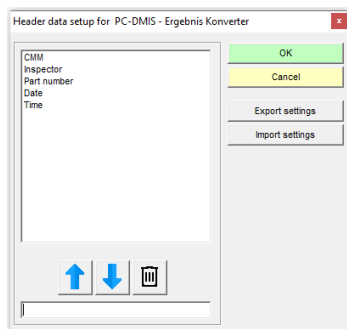 Header data setup for PC-DMIS - Ergebnis Konverter
x
CMM
Inspector
Part number
Date
Time
OK
Cancel
Export settings
Import settings